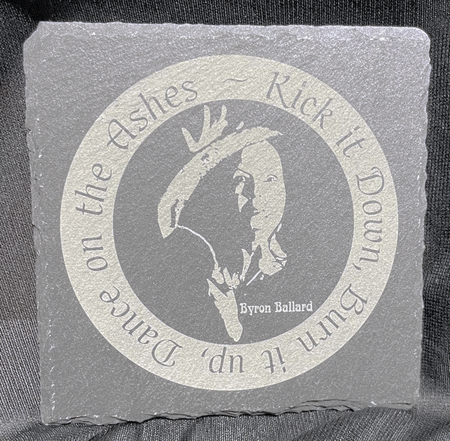 ~ Kick it Down, Burn it up, Dance on the Ashes
Byron Ballard